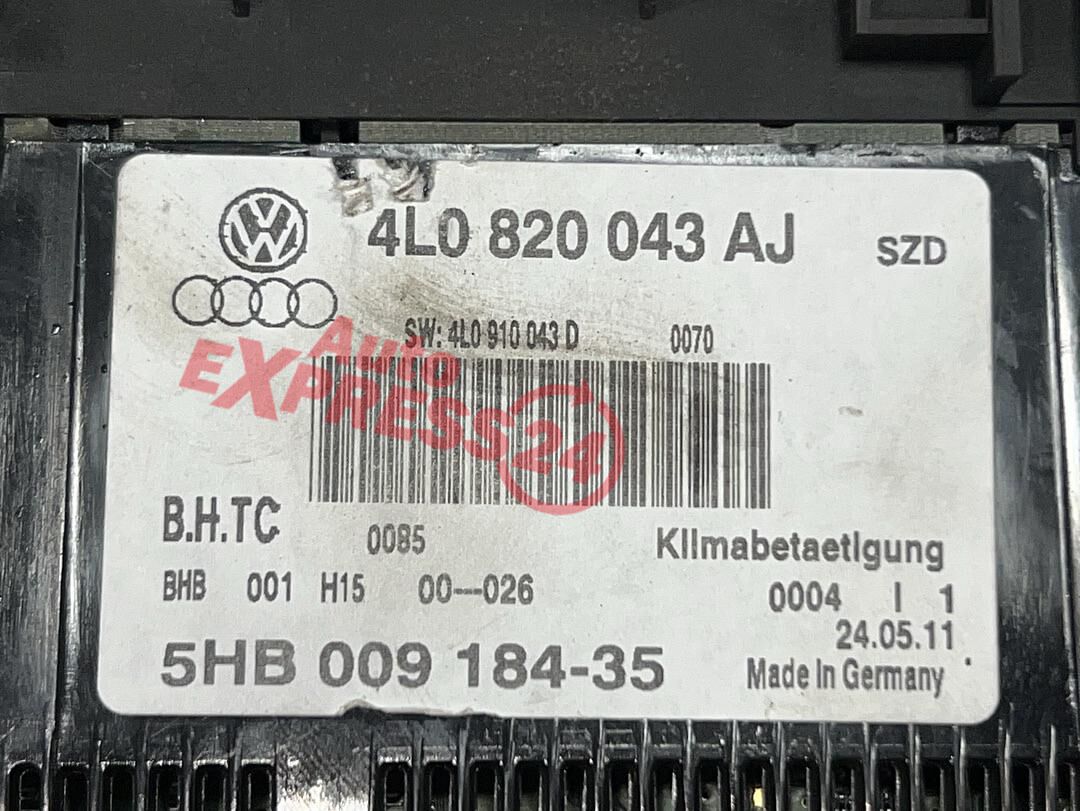 4L0 820 043 AJ SZD
SW: 4L0 910 043 D 0070
Auto
EXPRESS24
B.H.TC 0085 Klimabetaetigung
BHB 001 H15 00---026 0004 I 1
24.05.11
5HB 009 184-35 Made In Germany